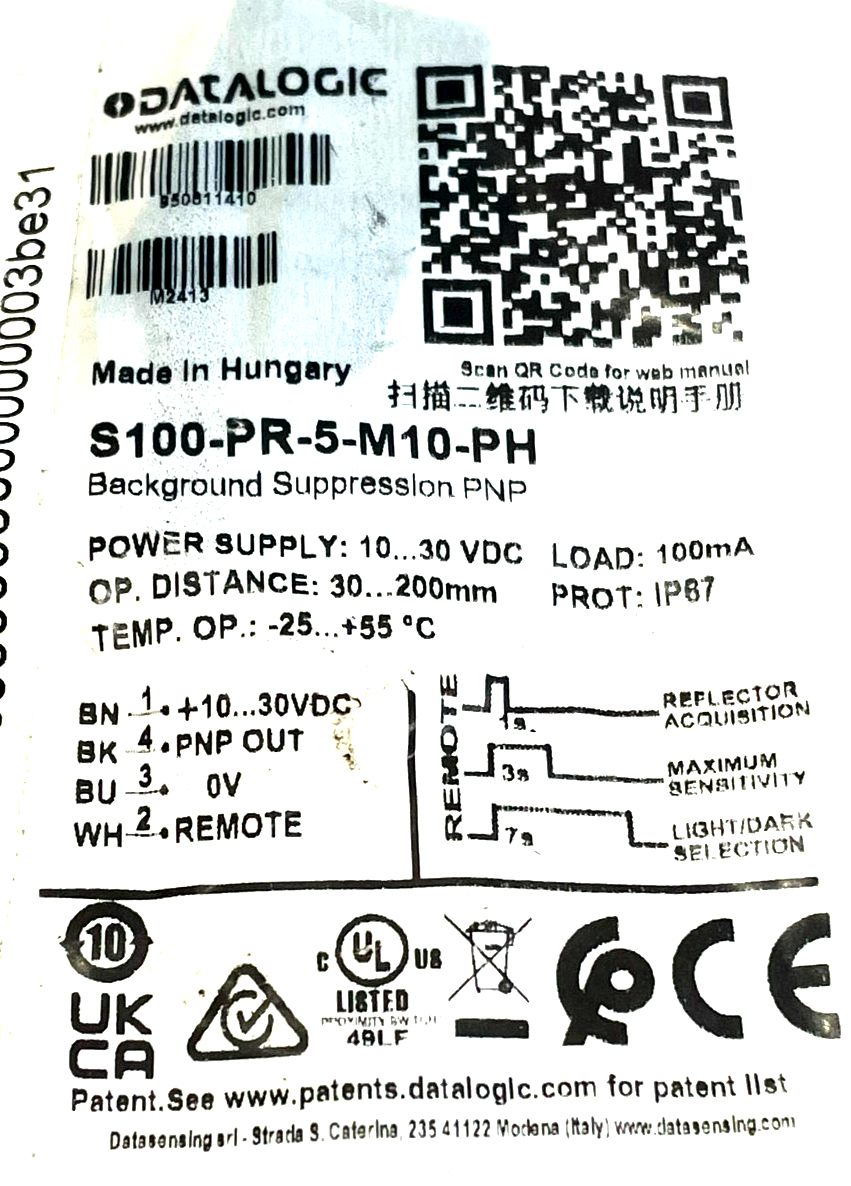 DATALOGIC
www.datalogic.com
950811410
M2413
Made in Hungary
Scan QR Code for web manual
扫描二维码下载说明手册
S100-PR-5-M10-PH
Background Suppression PNP
POWER SUPPLY: 10...30 VDC LOAD: 100mA
OP. DISTANCE: 30...200mm PROT: IP67
TEMP. OP.: -25...+55 °C
BN 1 +10...30VDC
BK 4 PNP OUT
BU 3 0V
WH 2 REMOTE
REMOTE
1s. REFLECTOR ACQUISITION
3s MAXIMUM SENSITIVITY
7s LIGHT/DARK SELECTION
10
UK
CA
C UL US
LISTED
PROXIMITY SWITCH
4BLF
CE
Patent.See www.patents.datalogic.com for patent list
Datasensing srl - Strada S. Caterina, 235 41122 Modena (Italy) www.datasensing.com